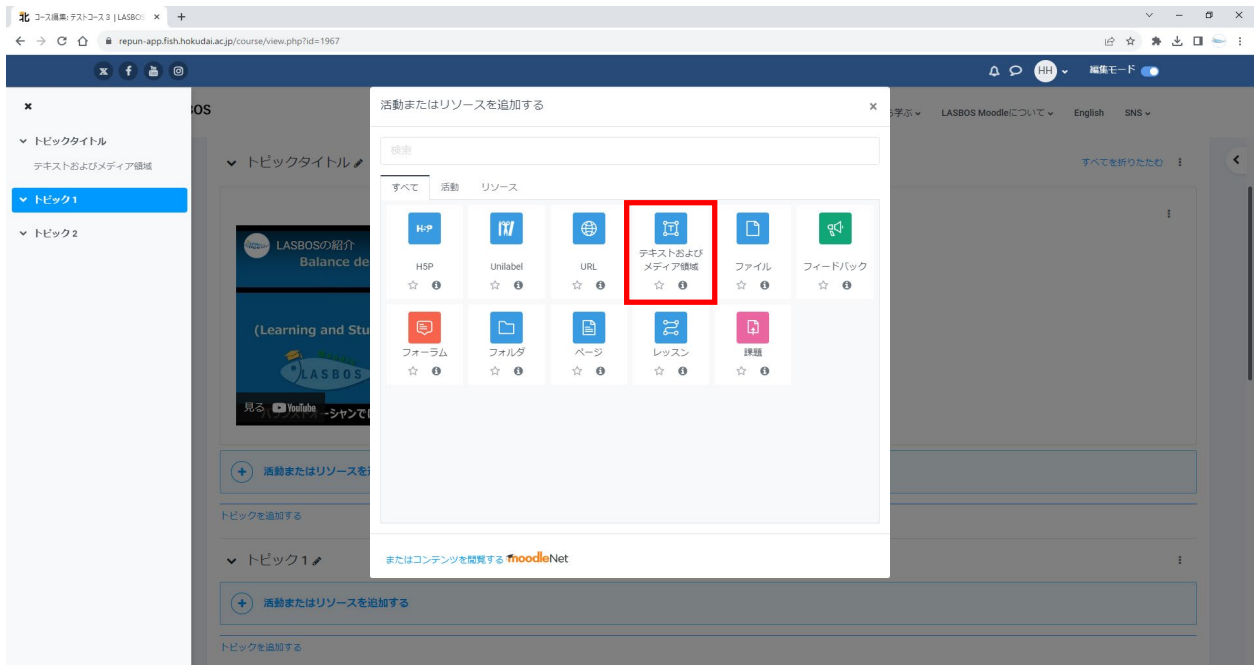 コース編集: テストコース 3 | LASBOS
repun-app.fish.hokudai.ac.jp/course/view.php?id=1967
HH
編集モード
OS
学ぶ
LASBOS Moodleについて
English
SNS
トピックタイトル
テキストおよびメディア領域
トピック 1
トピック 2
トピックタイトル
すべてを折りたたむ
LASBOSの紹介
Balance de
(Learning and Stu
LASBOS
見る YouTube
活動またはリソースを
トピックを追加する
トピック 1
活動またはリソースを追加する
トピックを追加する
活動またはリソースを追加する
検索
すべて 活動 リソース
H5P
H5P
Unilabel
URL
テキストおよび
メディア領域
ファイル
フィードバック
フォーラム
フォルダ
ページ
レッスン
課題
またはコンテンツを閲覧する moodleNet